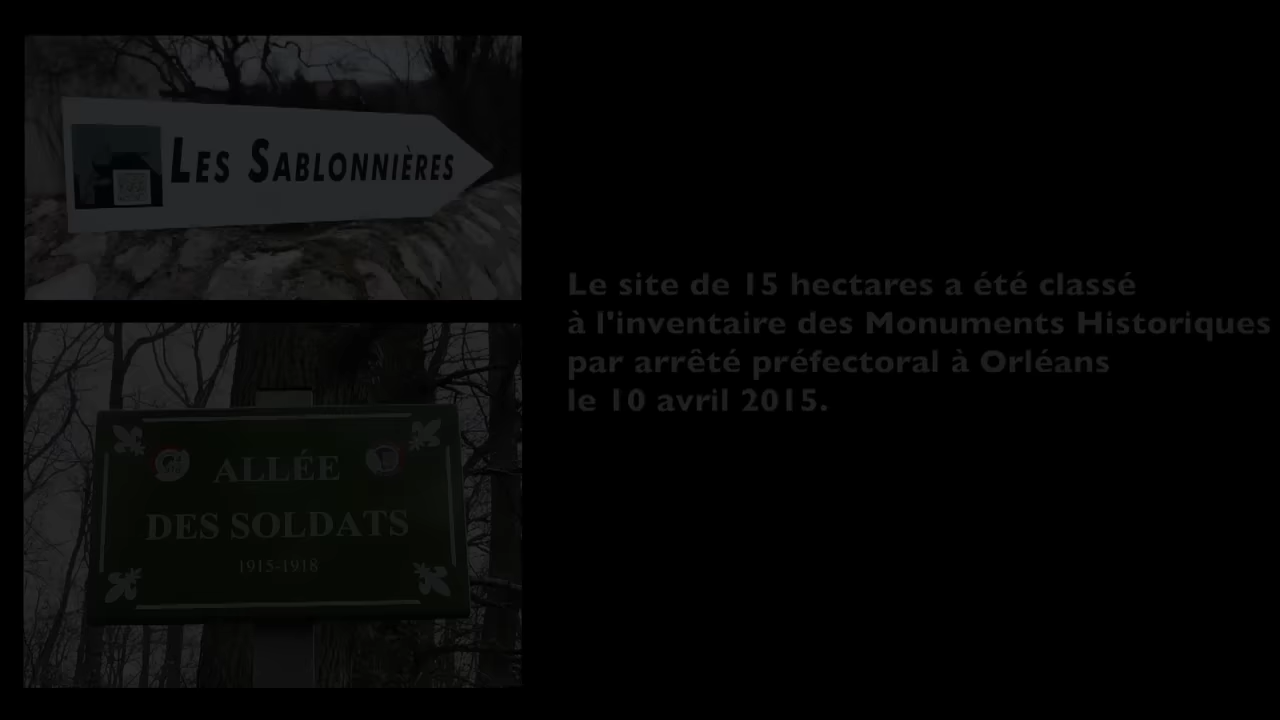 Les Sablonnières
ALLÉE
DES SOLDATS
1915-1918
Le site de 15 hectares a été classé
à l'inventaire des Monuments Historiques
par arrêté préfectoral à Orléans
le 10 avril 2015.